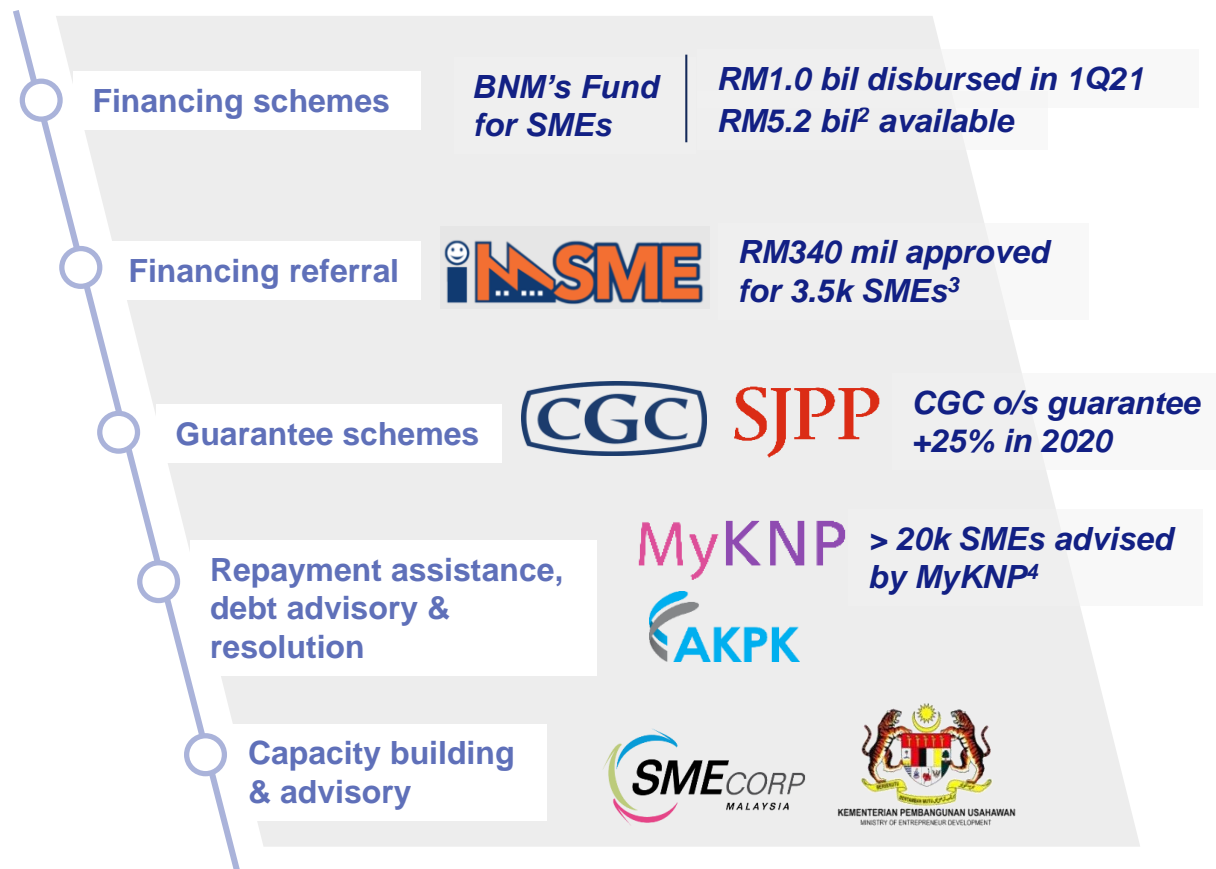 Financing schemes
BNM's Fund
for SMEs
RM1.0 bil disbursed in 1Q21
RM5.2 bil² available
Financing referral
imSME
RM340 mil approved
for 3.5k SMEs³
Guarantee schemes
CGC
SJPP
CGC o/s guarantee
+25% in 2020
Repayment assistance,
debt advisory &
resolution
MyKNP
> 20k SMEs advised
by MyKNP⁴
AKPK
Capacity building
& advisory
SMECORP
MALAYSIA
KEMENTERIAN PEMBANGUNAN USAHAWAN
MINISTRY OF ENTREPRENEUR DEVELOPMENT